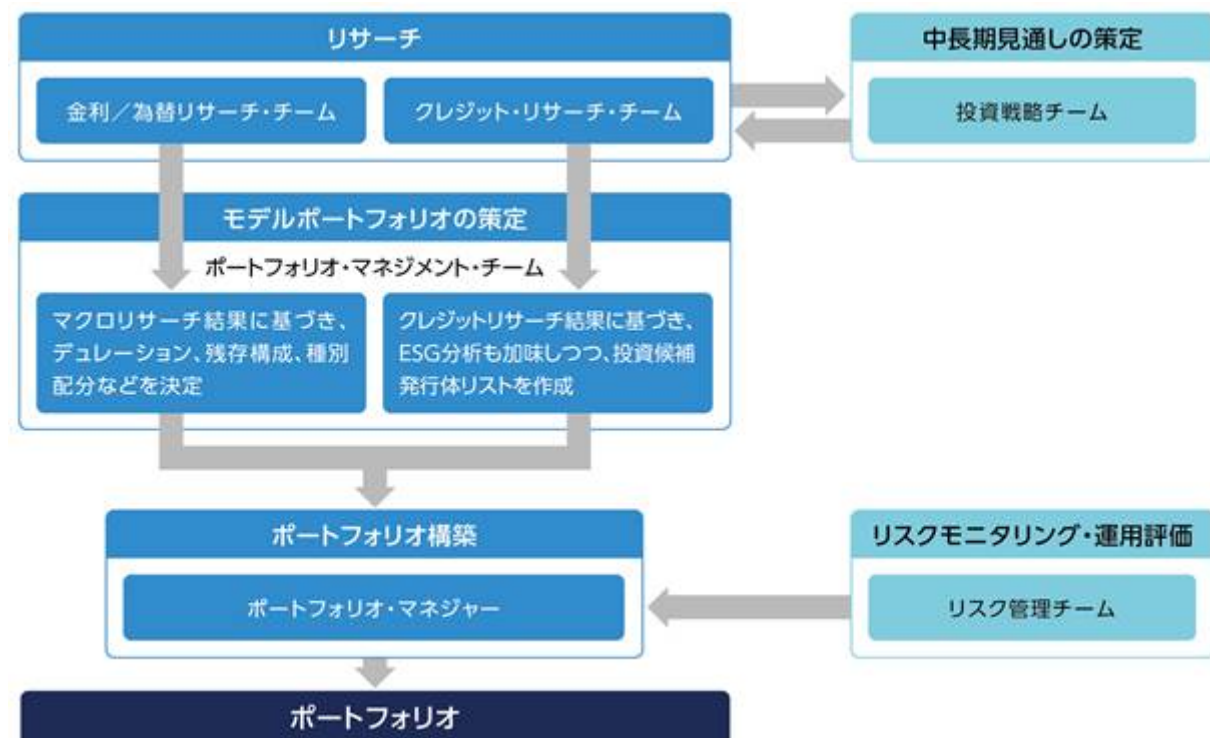 リサーチ
中長期見通しの策定
金利／為替リサーチ・チーム
クレジット・リサーチ・チーム
投資戦略チーム
モデルポートフォリオの策定
ポートフォリオ・マネジメント・チーム
マクロリサーチ結果に基づき、
デュレーション、残存構成、種別
配分などを決定
クレジットリサーチ結果に基づき、
ESG分析も加味しつつ、投資候補
発行体リストを作成
ポートフォリオ構築
リスクモニタリング・運用評価
ポートフォリオ・マネジャー
リスク管理チーム
ポートフォリオ